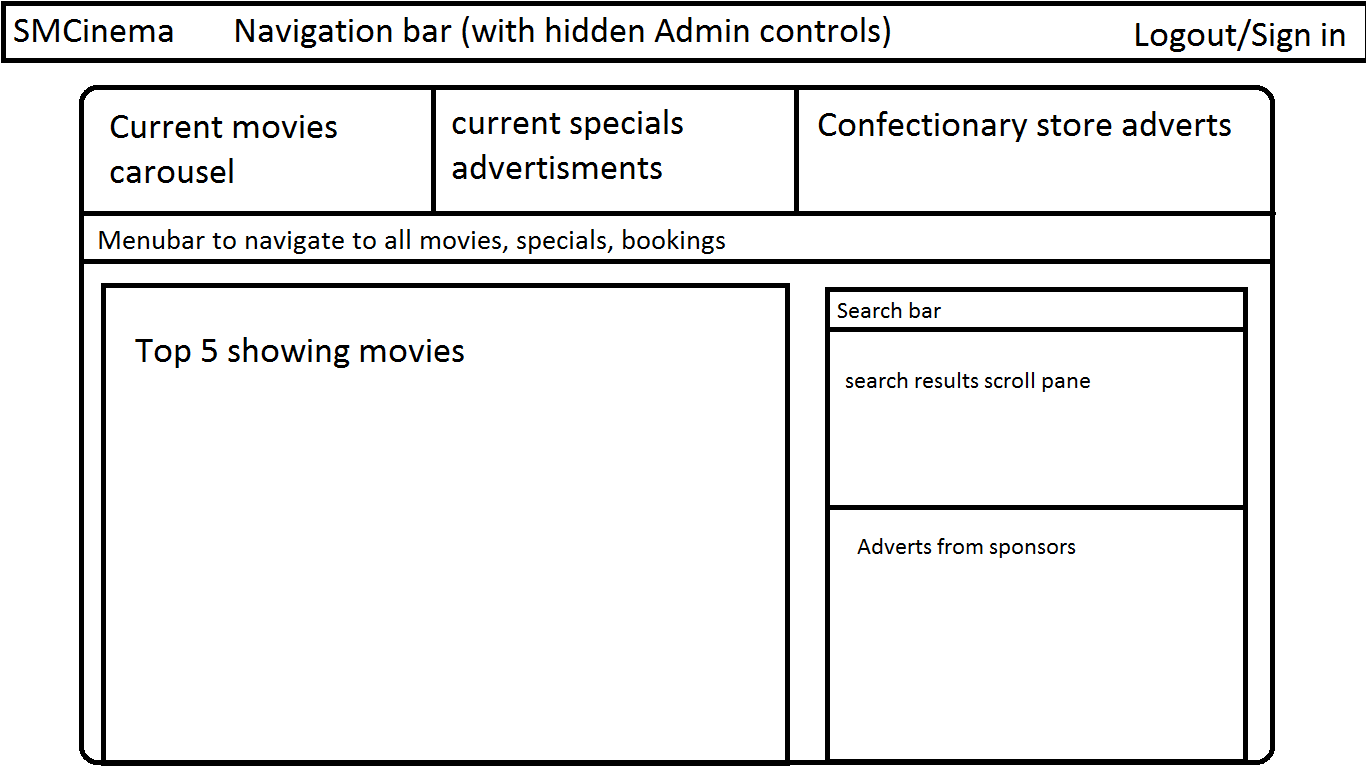 SMCinema Navigation bar (with hidden Admin controls) Logout/Sign in
Current movies
carousel
current specials
advertisments
Confectionary store adverts
Menubar to navigate to all movies, specials, bookings
Top 5 showing movies
Search bar
search results scroll pane
Adverts from sponsors